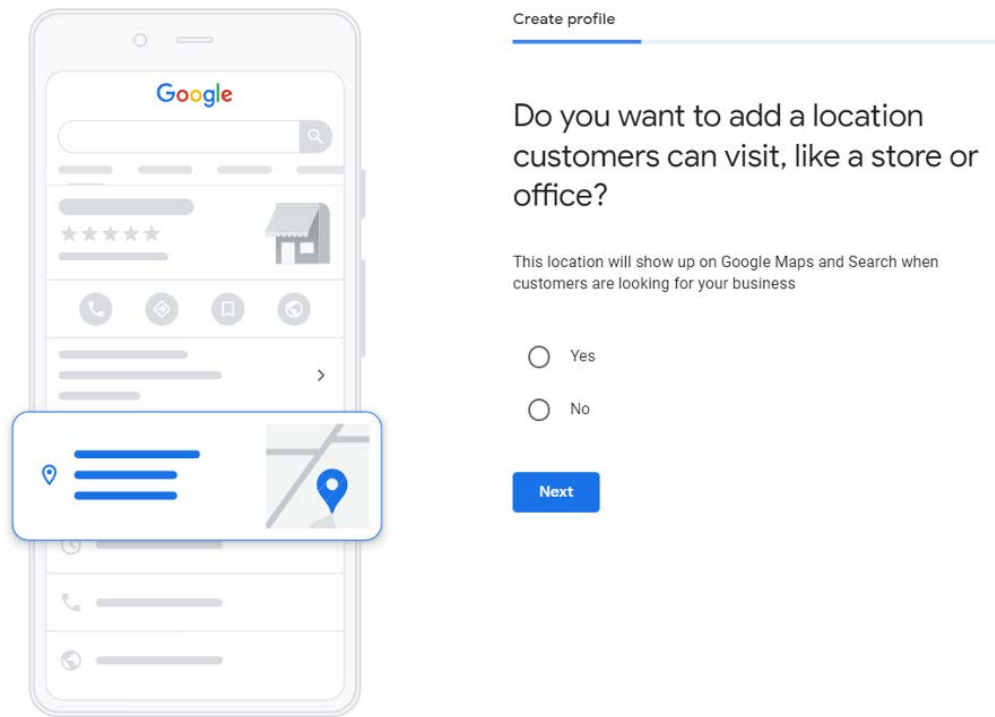 Google
Create profile
Do you want to add a location
customers can visit, like a store or
office?
This location will show up on Google Maps and Search when
customers are looking for your business
Yes
No
Next